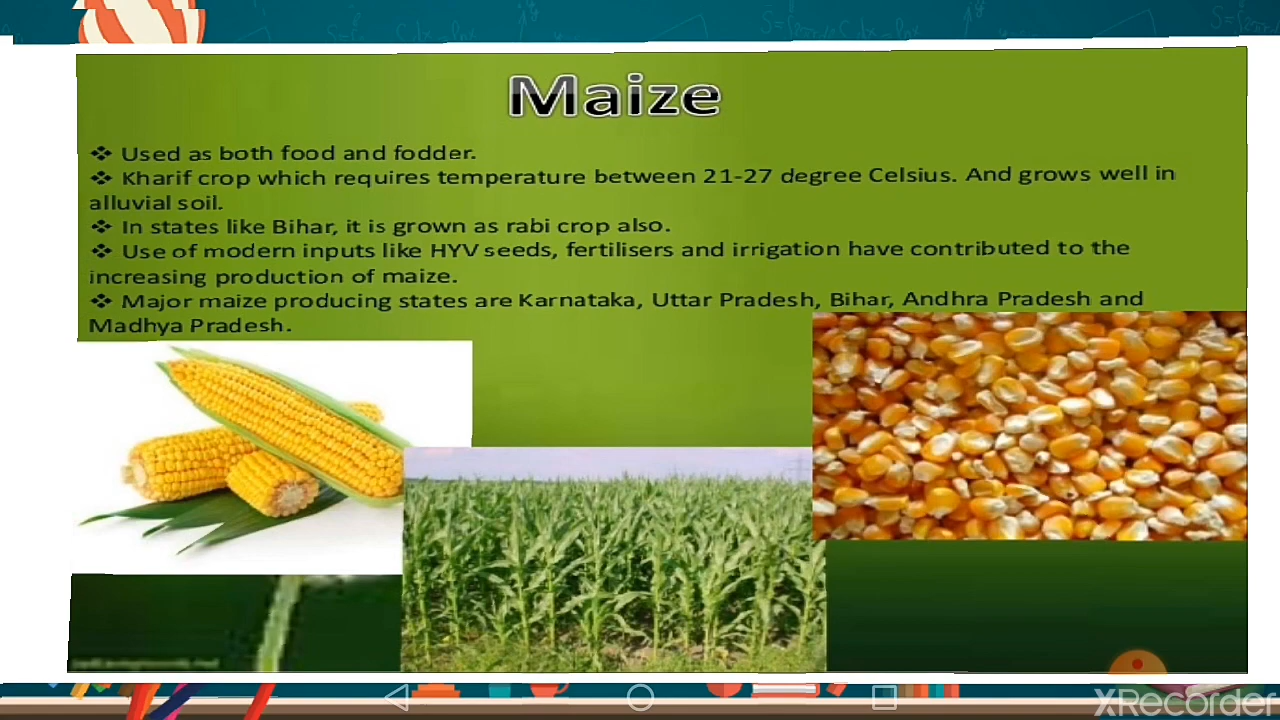 Maize
❖ Used as both food and fodder.
❖ Kharif crop which requires temperature between 21-27 degree Celsius. And grows well in
alluvial soil.
❖ In states like Bihar, it is grown as rabi crop also.
❖ Use of modern inputs like HYV seeds, fertilisers and irrigation have contributed to the
increasing production of maize.
❖ Major maize producing states are Karnataka, Uttar Pradesh, Bihar, Andhra Pradesh and
Madhya Pradesh.
XRecorder